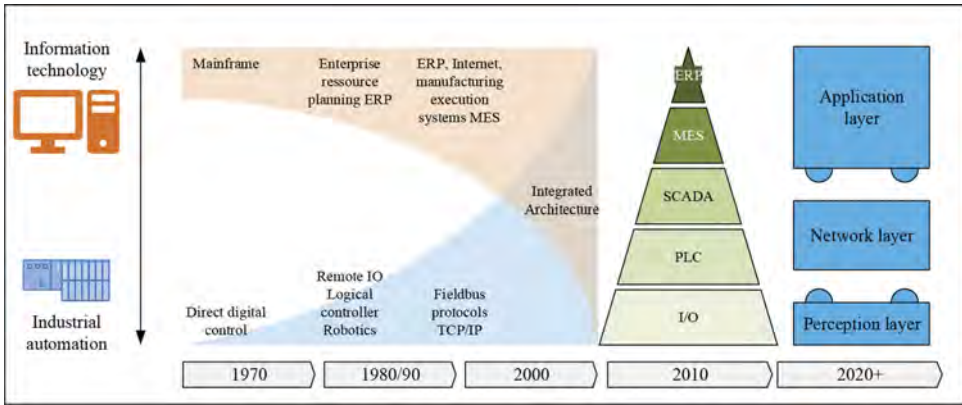 Information
technology
Industrial
automation
Mainframe
Enterprise
ressource
planning ERP
ERP, Internet,
manufacturing
execution
systems MES
Integrated
Architecture
Direct digital
control
Remote IO
Logical
controller
Robotics
Fieldbus
protocols
TCP/IP
ERP
MES
SCADA
PLC
I/O
Application
layer
Network layer
Perception layer
1970
1980/90
2000
2010
2020+